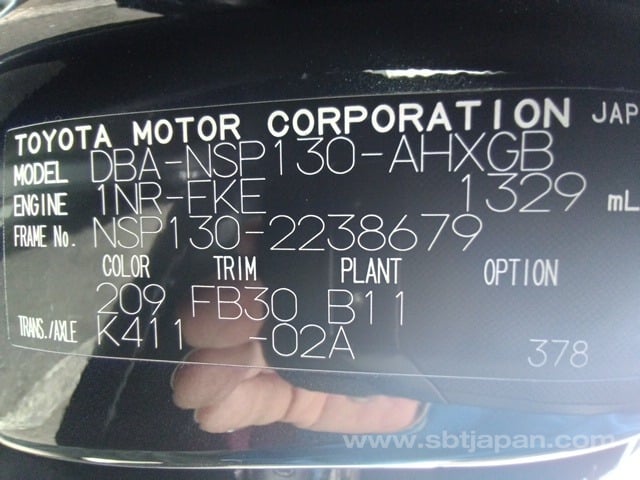 TOYOTA MOTOR CORPORATION JAP
MODEL DBA-NSP130-AHXGB
ENGINE 1NR-FKE 1329 mL
FRAME No. NSP130-2238679
COLOR TRIM PLANT OPTION
209 FB30 B11
TRANS./AXLE K411 -02A 378
www.sbtjapan.com